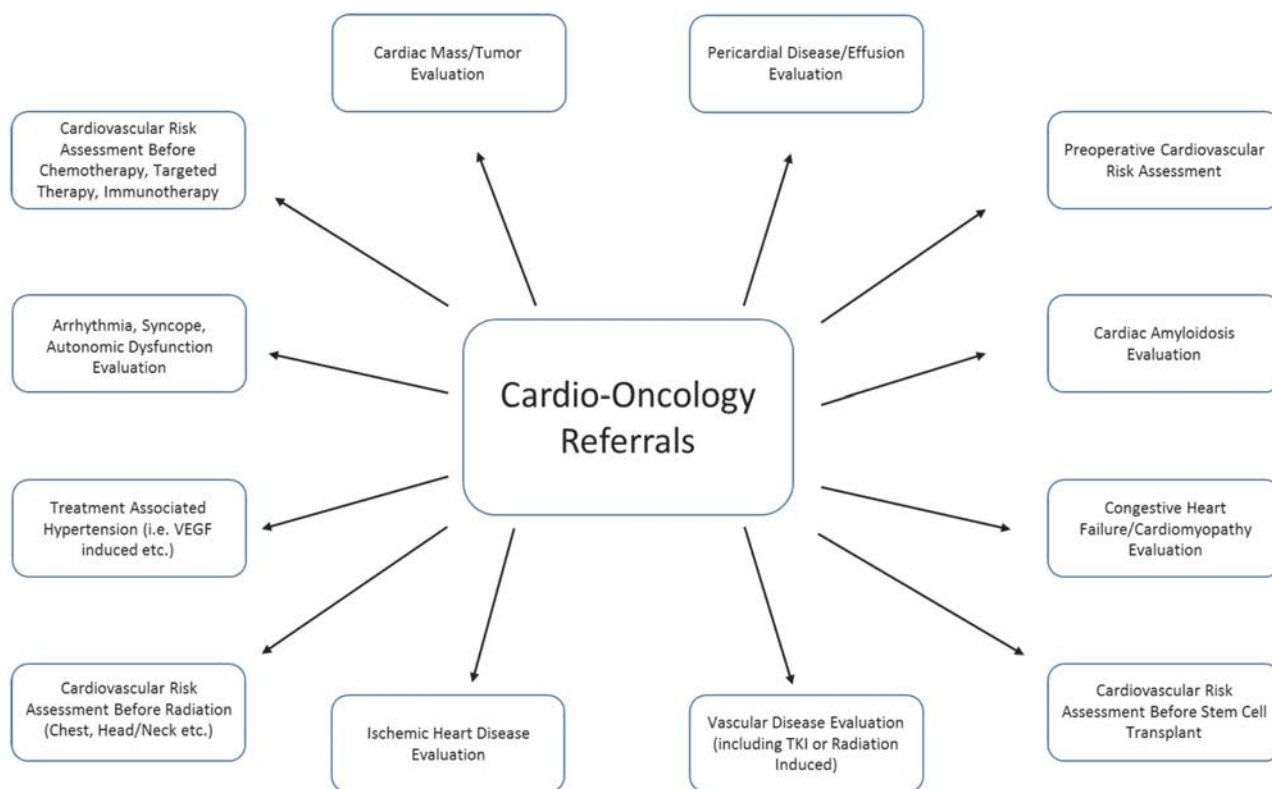 Cardiac Mass/Tumor
Evaluation
Pericardial Disease/Effusion
Evaluation
Cardiovascular Risk
Assessment Before
Chemotherapy, Targeted
Therapy, Immunotherapy
Preoperative Cardiovascular
Risk Assessment
Arrhythmia, Syncope,
Autonomic Dysfunction
Evaluation
Cardiac Amyloidosis
Evaluation
Cardio-Oncology
Referrals
Treatment Associated
Hypertension (i.e. VEGF
induced etc.)
Congestive Heart
Failure/Cardiomyopathy
Evaluation
Cardiovascular Risk
Assessment Before Radiation
(Chest, Head/Neck etc.)
Ischemic Heart Disease
Evaluation
Vascular Disease Evaluation
(including TKI or Radiation
Induced)
Cardiovascular Risk
Assessment Before Stem Cell
Transplant